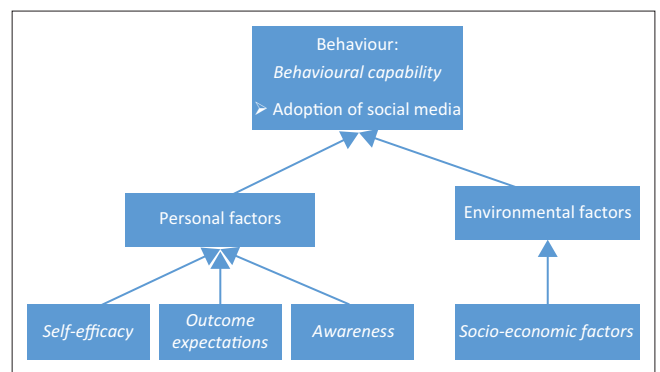 Behaviour:
Behavioural capability
➢ Adoption of social media
Personal factors
Environmental factors
Self-efficacy
Outcome
expectations
Awareness
Socio-economic factors